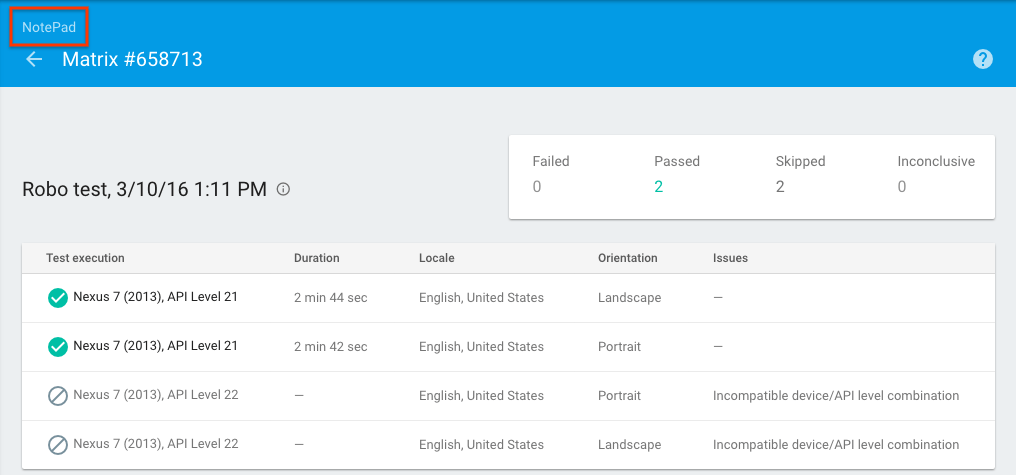 NotePad
Matrix #658713
?
Failed Passed Skipped Inconclusive
0 2 2 0
Robo test, 3/10/16 1:11 PM
Test execution Duration Locale Orientation Issues
Nexus 7 (2013), API Level 21 2 min 44 sec English, United States Landscape —
Nexus 7 (2013), API Level 21 2 min 42 sec English, United States Portrait —
Nexus 7 (2013), API Level 22 — English, United States Portrait Incompatible device/API level combination
Nexus 7 (2013), API Level 22 — English, United States Landscape Incompatible device/API level combination